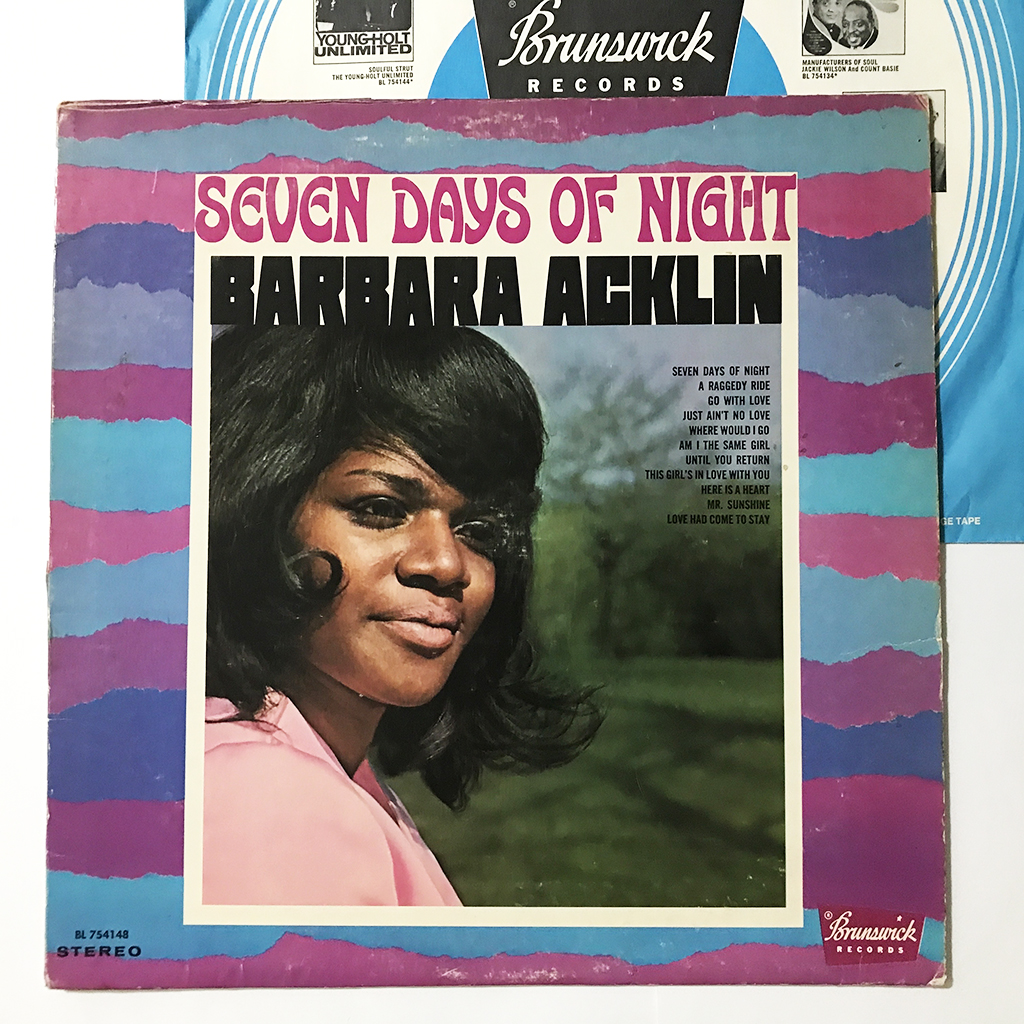 YOUNG-HOLT
UNLIMITED
SOULFUL STRUT
THE YOUNG-HOLT UNLIMITED
BL 754144*
® Brunswick
RECORDS
MANUFACTURERS OF SOUL
JACKIE WILSON And COUNT BASIE
BL 754134*
SEVEN DAYS OF NIGHT
BARBARA ACKLIN
SEVEN DAYS OF NIGHT
A RAGGEDY RIDE
GO WITH LOVE
JUST AIN'T NO LOVE
WHERE WOULD I GO
AM I THE SAME GIRL
UNTIL YOU RETURN
THIS GIRL'S IN LOVE WITH YOU
HERE IS A HEART
MR. SUNSHINE
LOVE HAD COME TO STAY
GE TAPE
BL 754148
STEREO
® Brunswick
RECORDS